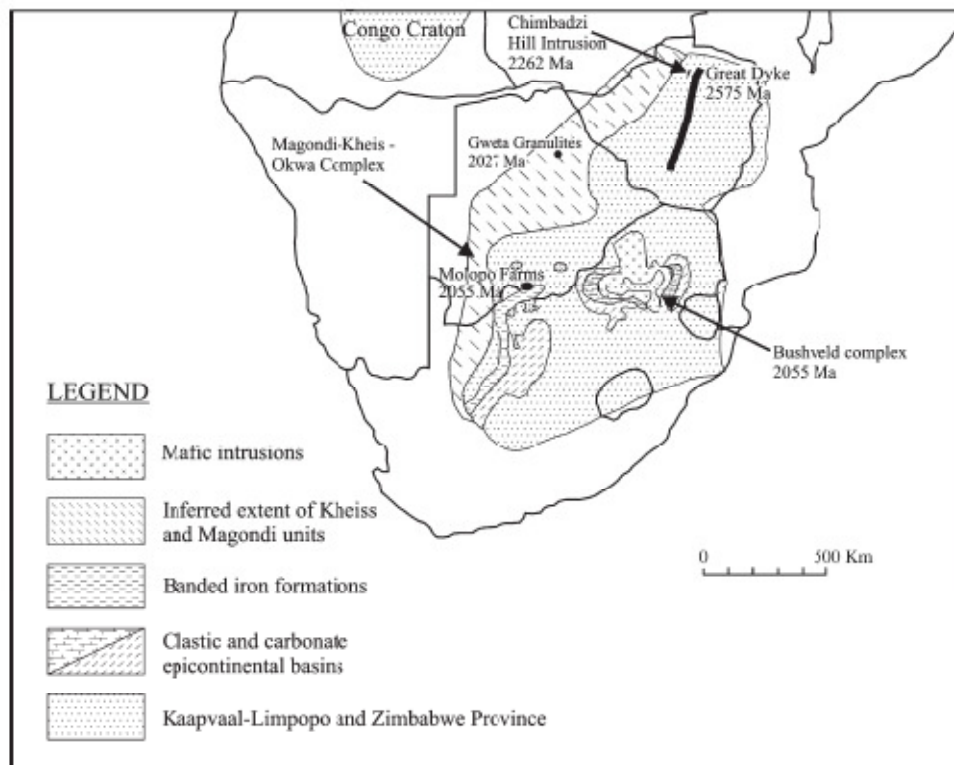 Congo Craton
Chimbadzi
Hill Intrusion
2262 Ma
Great Dyke
2575 Ma
Magondi-Kheis -
Okwa Complex
Gweta Granulites
2027 Ma
Molopo Farms
2055 Ma
Bushveld complex
2055 Ma
LEGEND
Mafic intrusions
Inferred extent of Kheiss
and Magondi units
Banded iron formations
Clastic and carbonate
epicontinental basins
Kaapvaal-Limpopo and Zimbabwe Province
0 500 Km